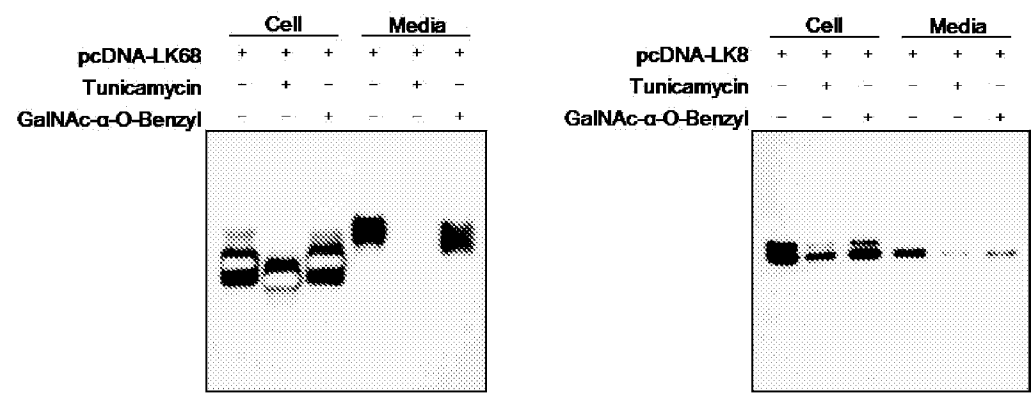 Cell Media
pcDNA-LK68 + + + + + +
Tunicamycin - + - - + -
GalNAc-α-O-Benzyl - - + - - +
Cell Media
pcDNA-LK8 + + + + + +
Tunicamycin - + - - + -
GalNAc-α-O-Benzyl - - + - - +